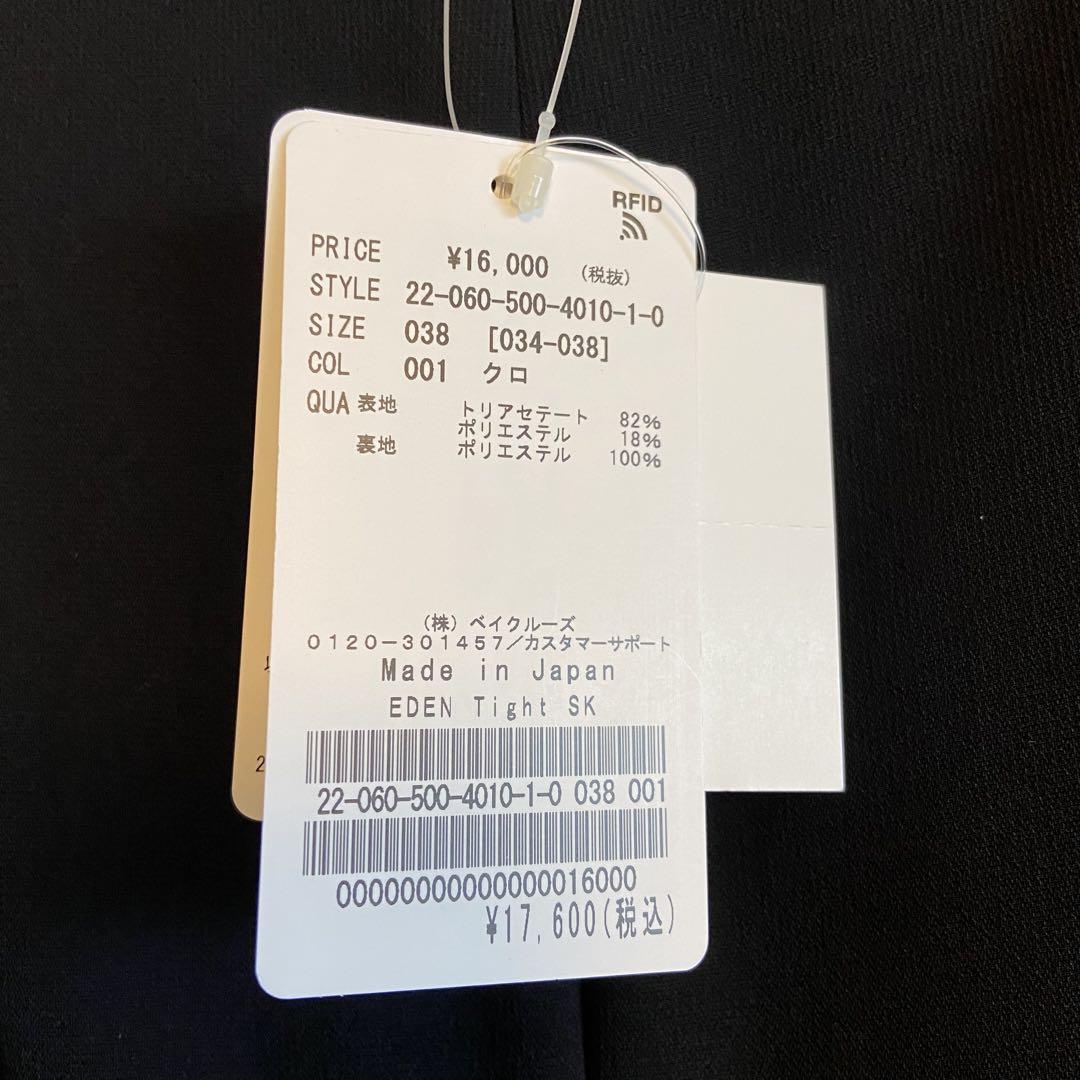 RFID
PRICE ¥16,000 (税抜)
STYLE 22-060-500-4010-1-0
SIZE 038 [034-038]
COL 001 クロ
QUA 表地 トリアセテート 82%
ポリエステル 18%
裏地 ポリエステル 100%
(株) ベイクルーズ
0120-301457/カスタマーサポート
Made in Japan
EDEN Tight SK
22-060-500-4010-1-0 038 001
00000000000000016000
¥17,600(税込)
2